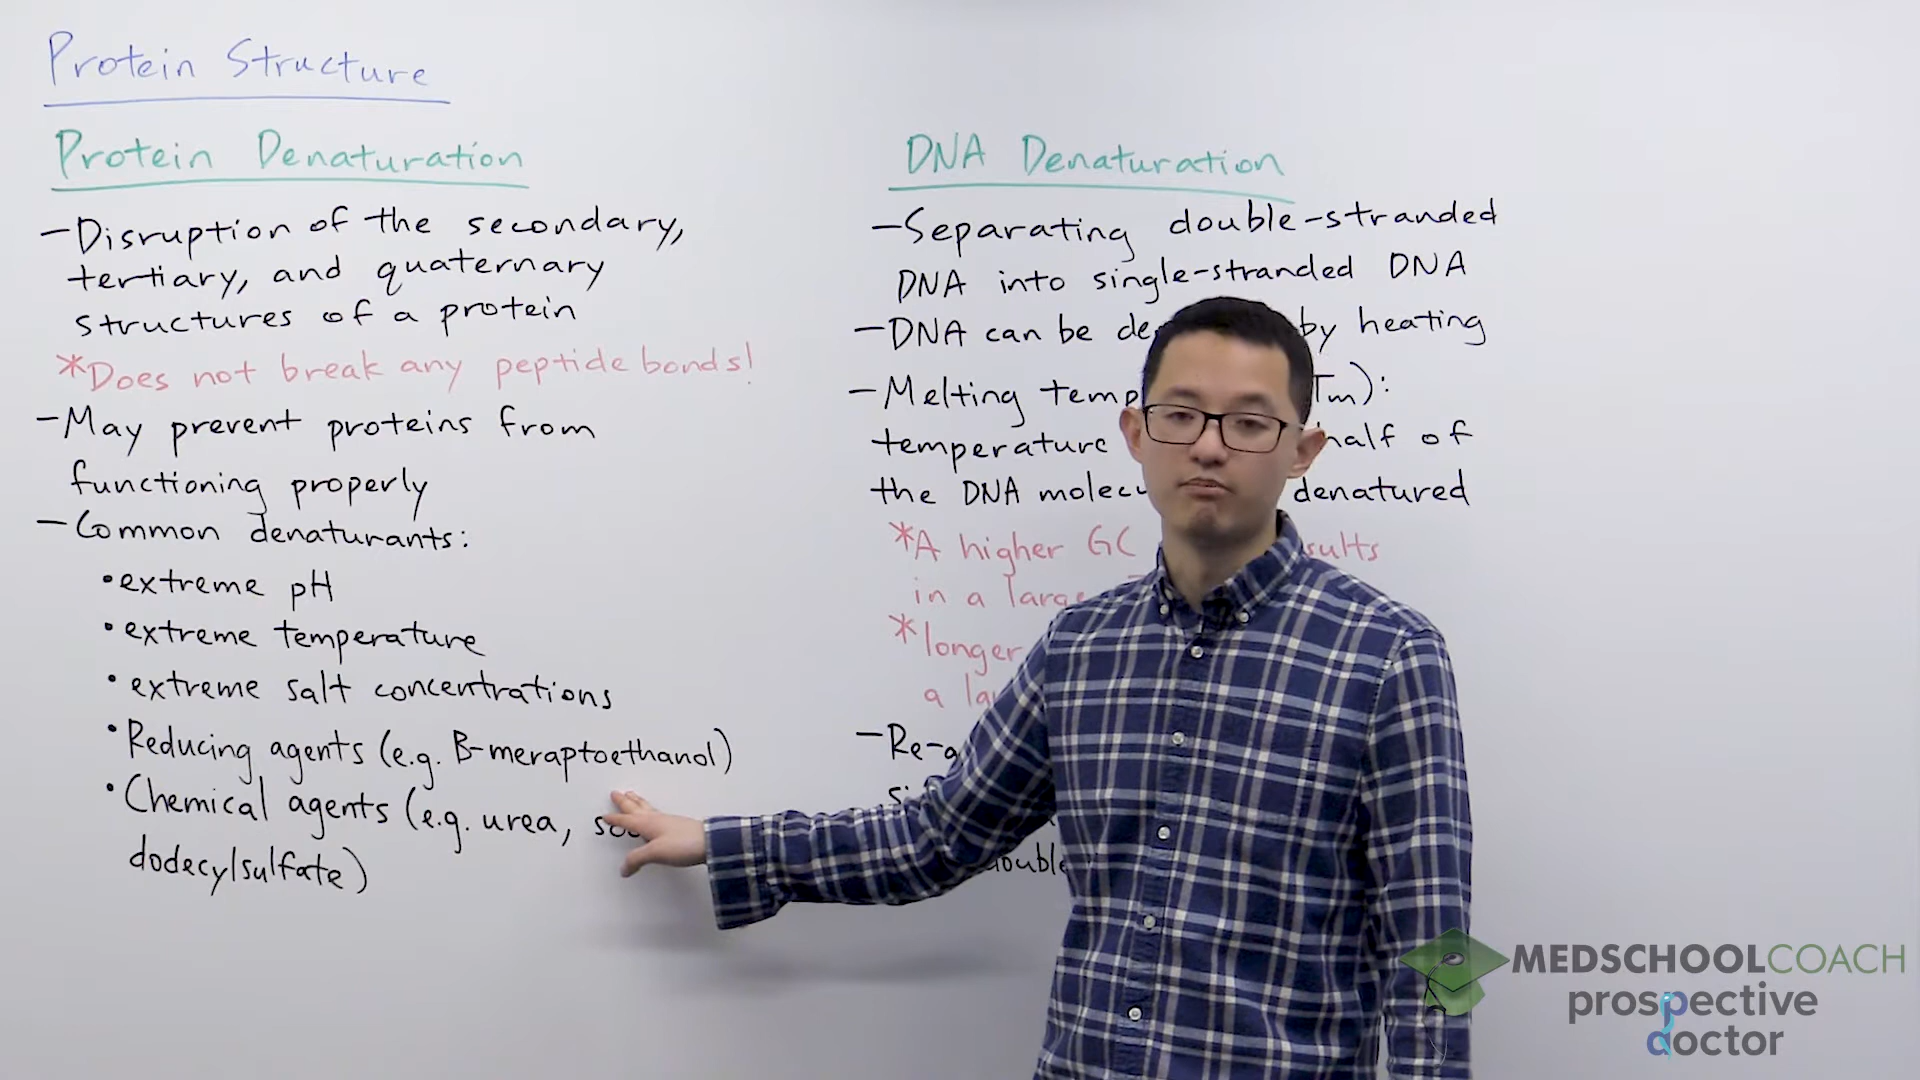 Protein Structure
Protein Denaturation
-Disruption of the secondary,
tertiary, and quaternary
structures of a protein
*Does not break any peptide bonds!
-May prevent proteins from
functioning properly
-Common denaturants:
•extreme pH
•extreme temperature
•extreme salt concentrations
•Reducing agents (e.g. B-meraptoethanol)
•Chemical agents (e.g. urea,
dodecylsulfate)
DNA Denaturation
-Separating double-stranded
DNA into single-stranded DNA
-DNA can be by heating
-Melting Tm):
temperature half of
the DNA denatured
*A higher GC
in a
*longer
a
MEDSCHOOLCOACH
prospective
doctor